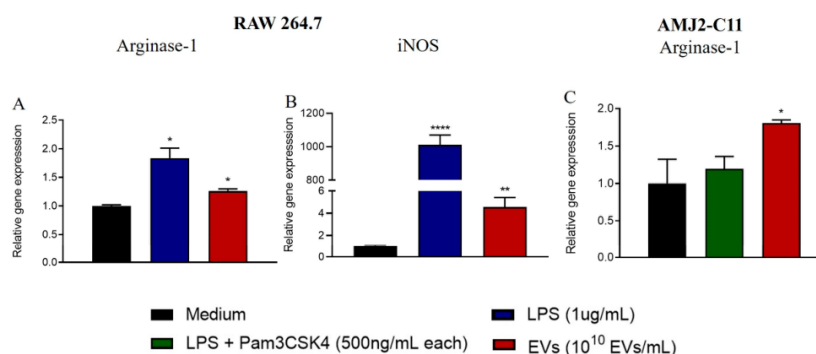 RAW 264.7
AMJ2-C11
Arginase-1
iNOS
Arginase-1
A
Relative gene expresssion
2.5
2.0
1.5
1.0
0.5
0.0
*
*
B
Relative gene expresssion
1200
1000
800
6
4
2
0
****
**
C
Relative gene expresssion
2.0
1.5
1.0
0.5
0.0
*
Medium
LPS (1ug/mL)
LPS + Pam3CSK4 (500ng/mL each)
EVs (10¹⁰ EVs/mL)